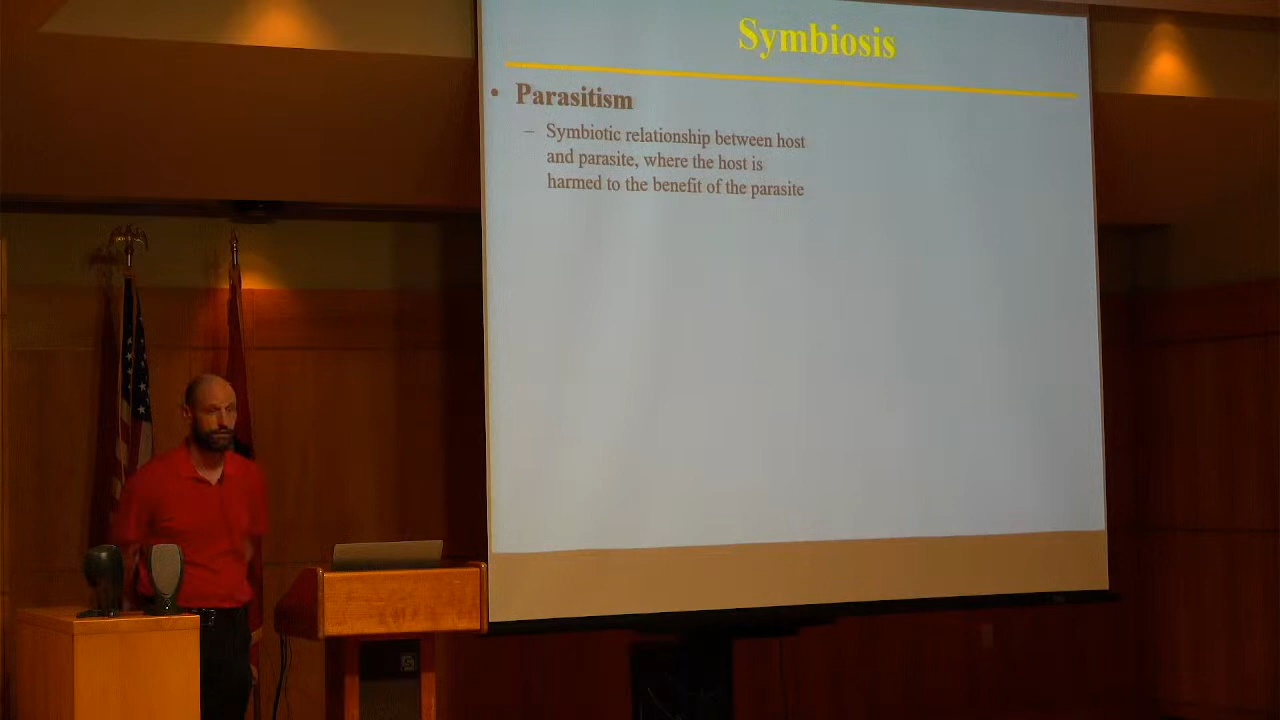 Symbiosis
• Parasitism
– Symbiotic relationship between host
and parasite, where the host is
harmed to the benefit of the parasite